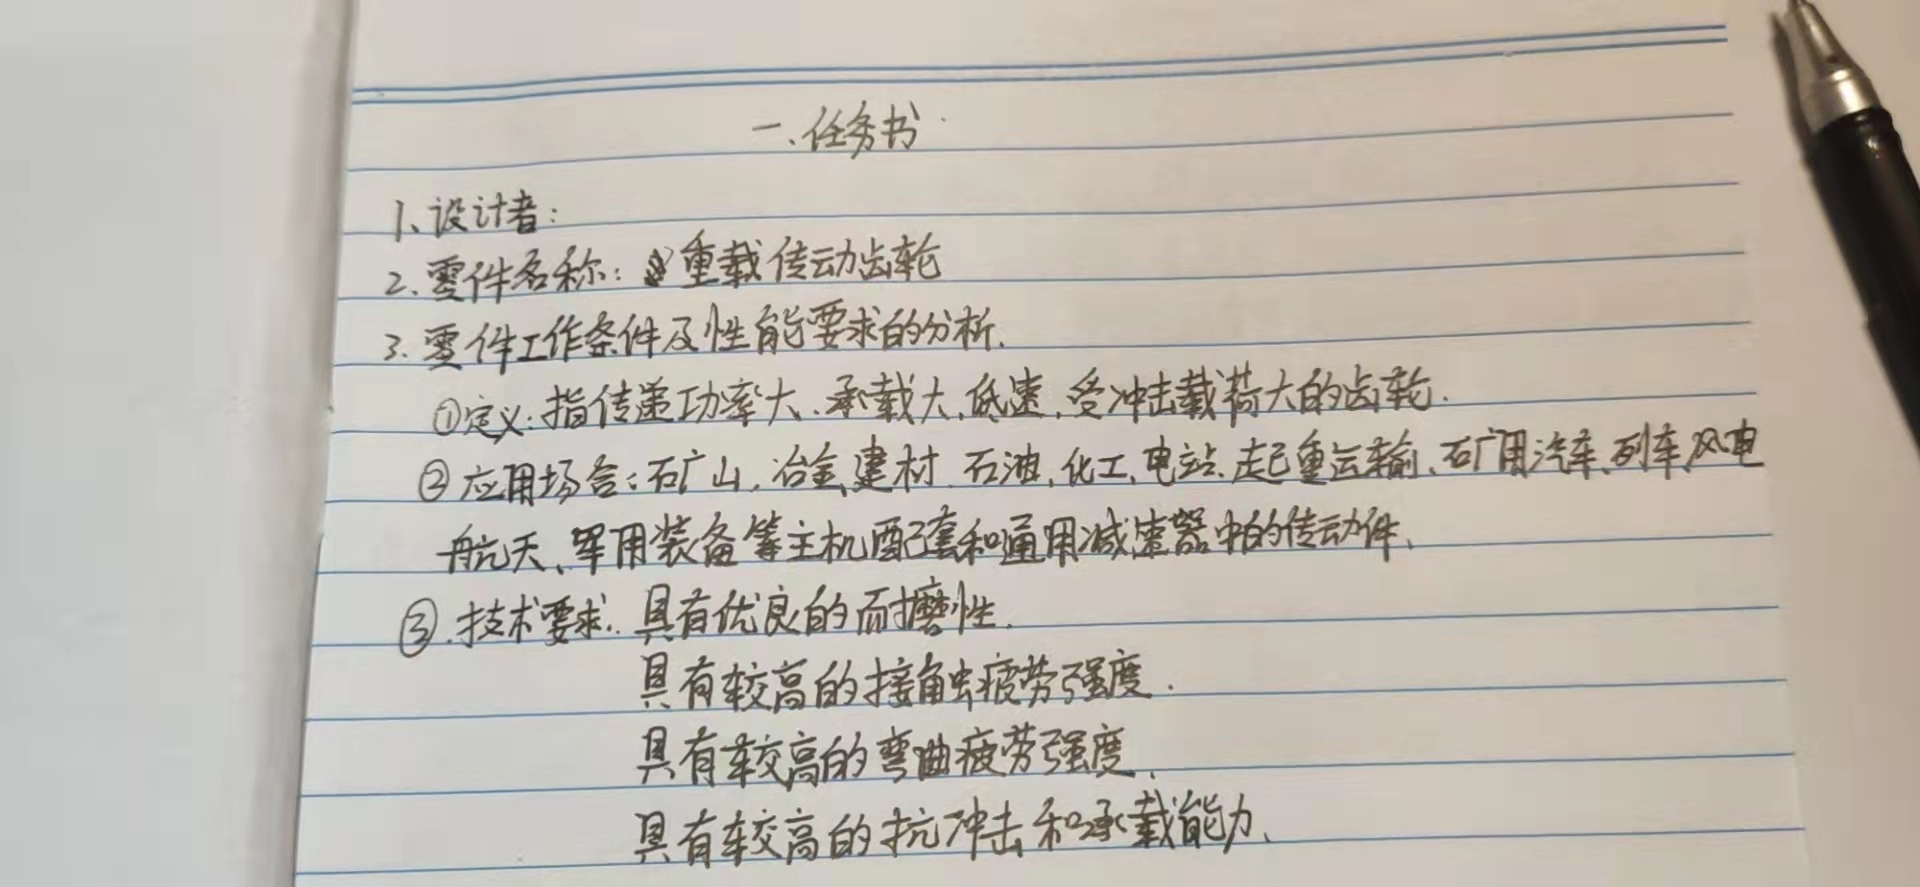 一、任务书
1、设计者:
2.零件名称:重载传动齿轮
3.零件工作条件及性能要求的分析.
①定义:指传递功率大、承载大、低速、受冲击载荷大的齿轮.
②应用场合:石矿山、冶金、建材、石油、化工、电站、起重运输、矿用汽车、列车、风电
航天、军用装备等主机配套和通用减速器中的传动件、
③.技术要求:具有优良的耐磨性.
具有较高的接触疲劳强度.
具有较高的弯曲疲劳强度、
具有较高的抗冲击和承载能力、